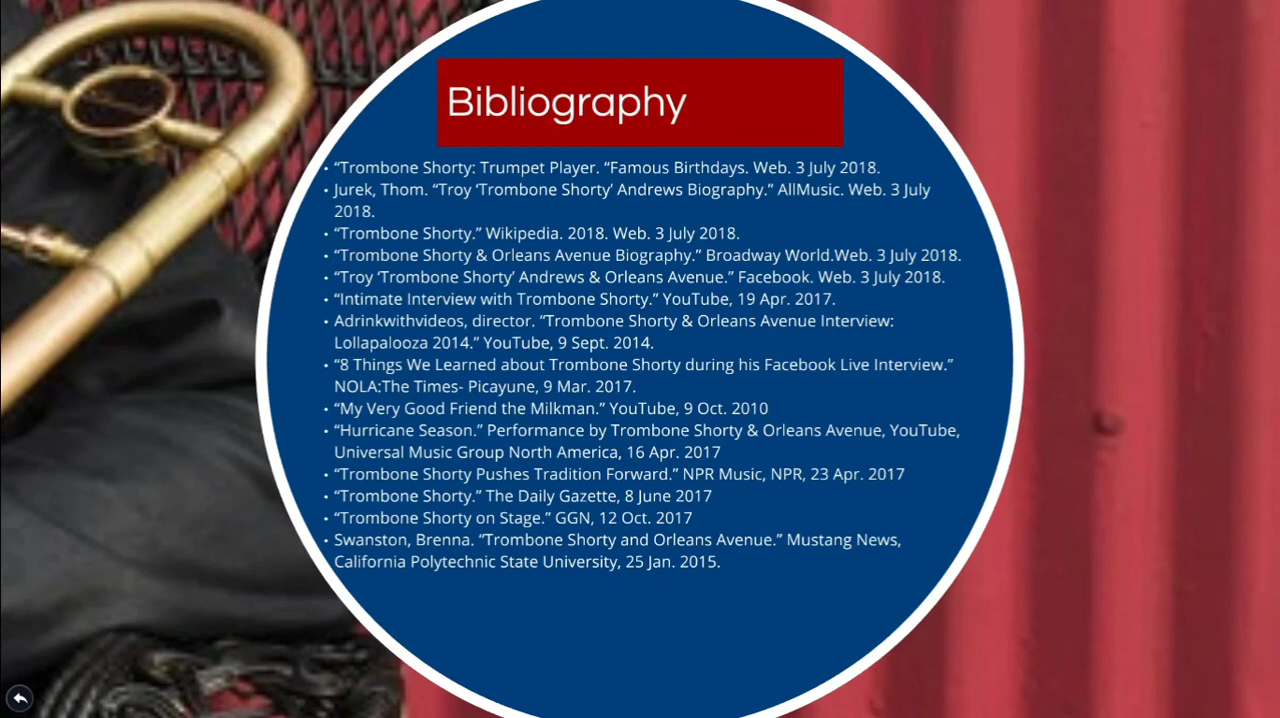 Bibliography
• “Trombone Shorty: Trumpet Player. “Famous Birthdays. Web. 3 July 2018.
• Jurek, Thom. “Troy ‘Trombone Shorty’ Andrews Biography.” AllMusic. Web. 3 July
2018.
• “Trombone Shorty.” Wikipedia. 2018. Web. 3 July 2018.
• “Trombone Shorty & Orleans Avenue Biography.” Broadway World.Web. 3 July 2018.
• “Troy ‘Trombone Shorty’ Andrews & Orleans Avenue.” Facebook. Web. 3 July 2018.
• “Intimate Interview with Trombone Shorty.” YouTube, 19 Apr. 2017.
• Adrinkwithvideos, director. “Trombone Shorty & Orleans Avenue Interview:
Lollapalooza 2014.” YouTube, 9 Sept. 2014.
• “8 Things We Learned about Trombone Shorty during his Facebook Live Interview.”
NOLA:The Times- Picayune, 9 Mar. 2017.
• “My Very Good Friend the Milkman.” YouTube, 9 Oct. 2010
• “Hurricane Season.” Performance by Trombone Shorty & Orleans Avenue, YouTube,
Universal Music Group North America, 16 Apr. 2017
• “Trombone Shorty Pushes Tradition Forward.” NPR Music, NPR, 23 Apr. 2017
• “Trombone Shorty.” The Daily Gazette, 8 June 2017
• “Trombone Shorty on Stage.” GGN, 12 Oct. 2017
• Swanston, Brenna. “Trombone Shorty and Orleans Avenue.” Mustang News,
California Polytechnic State University, 25 Jan. 2015.